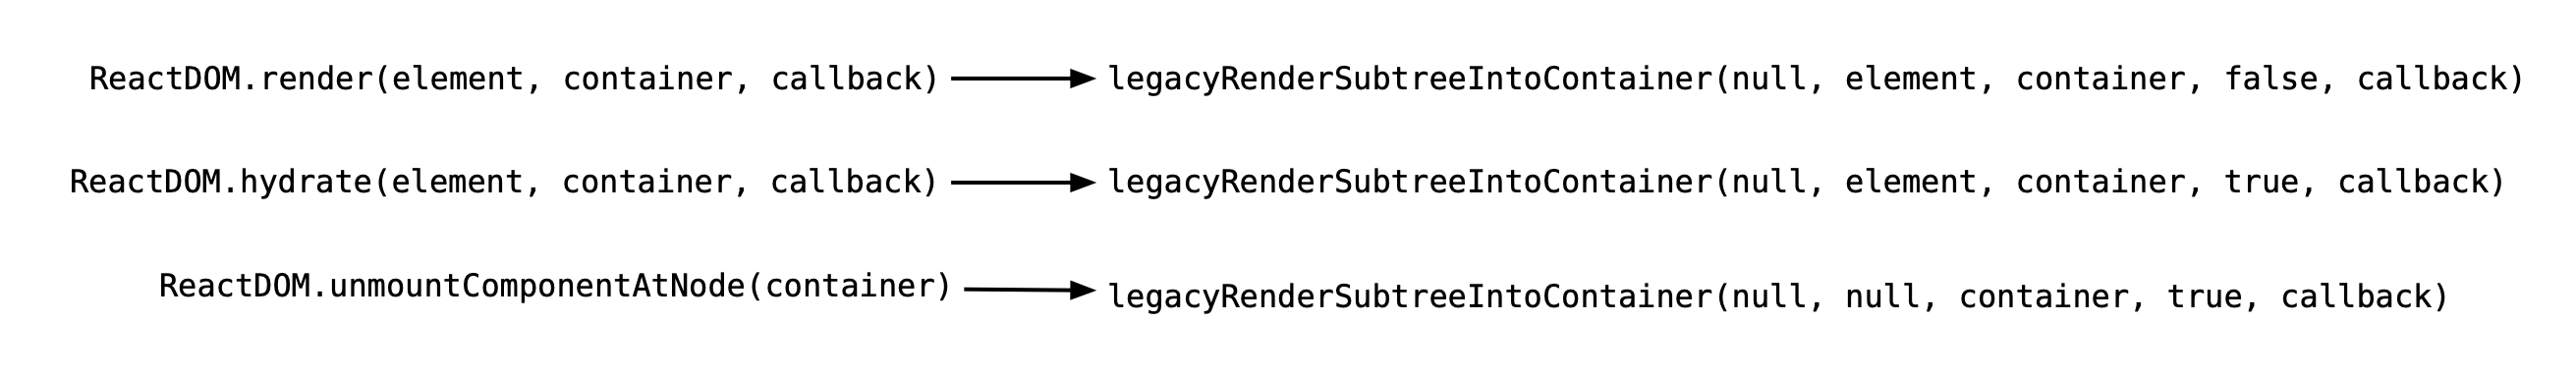 ReactDOM.render(element, container, callback) legacyRenderSubtreeIntoContainer(null, element, container, false, callback)
ReactDOM.hydrate(element, container, callback) legacyRenderSubtreeIntoContainer(null, element, container, true, callback)
ReactDOM.unmountComponentAtNode(container) legacyRenderSubtreeIntoContainer(null, null, container, true, callback)